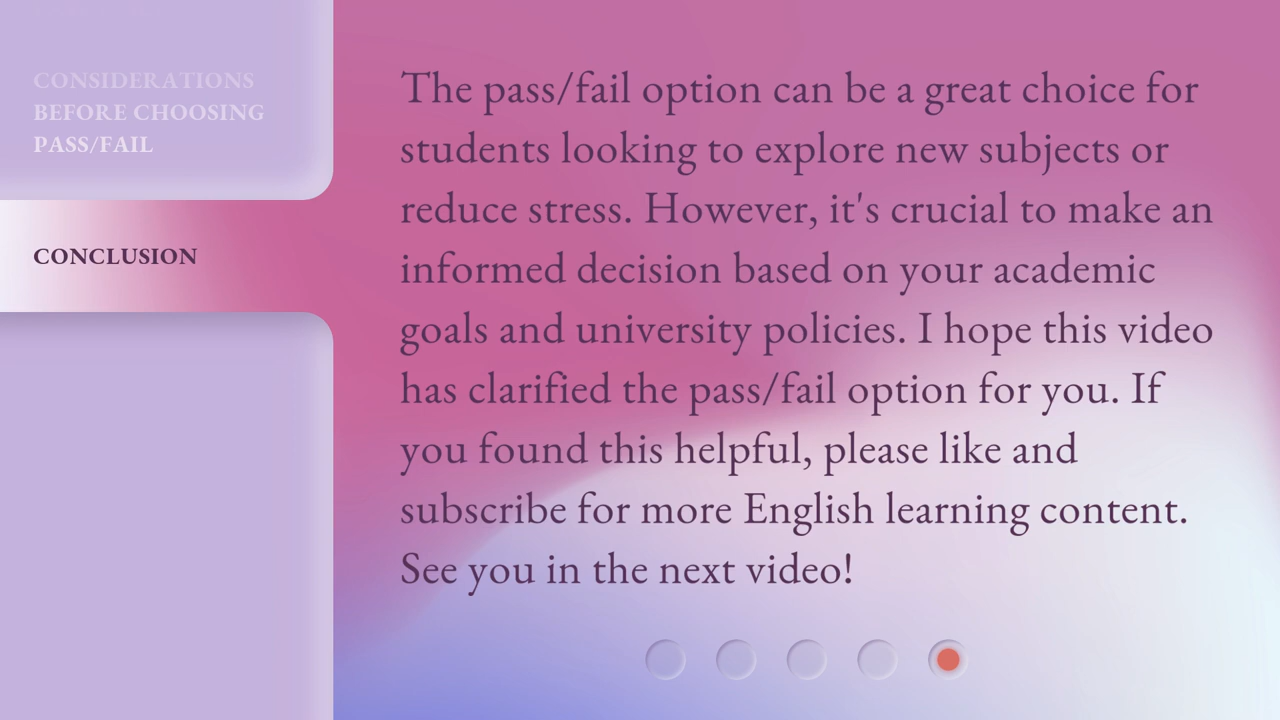 CONSIDERATIONS
BEFORE CHOOSING
PASS/FAIL
CONCLUSION
The pass/fail option can be a great choice for
students looking to explore new subjects or
reduce stress. However, it's crucial to make an
informed decision based on your academic
goals and university policies. I hope this video
has clarified the pass/fail option for you. If
you found this helpful, please like and
subscribe for more English learning content.
See you in the next video!